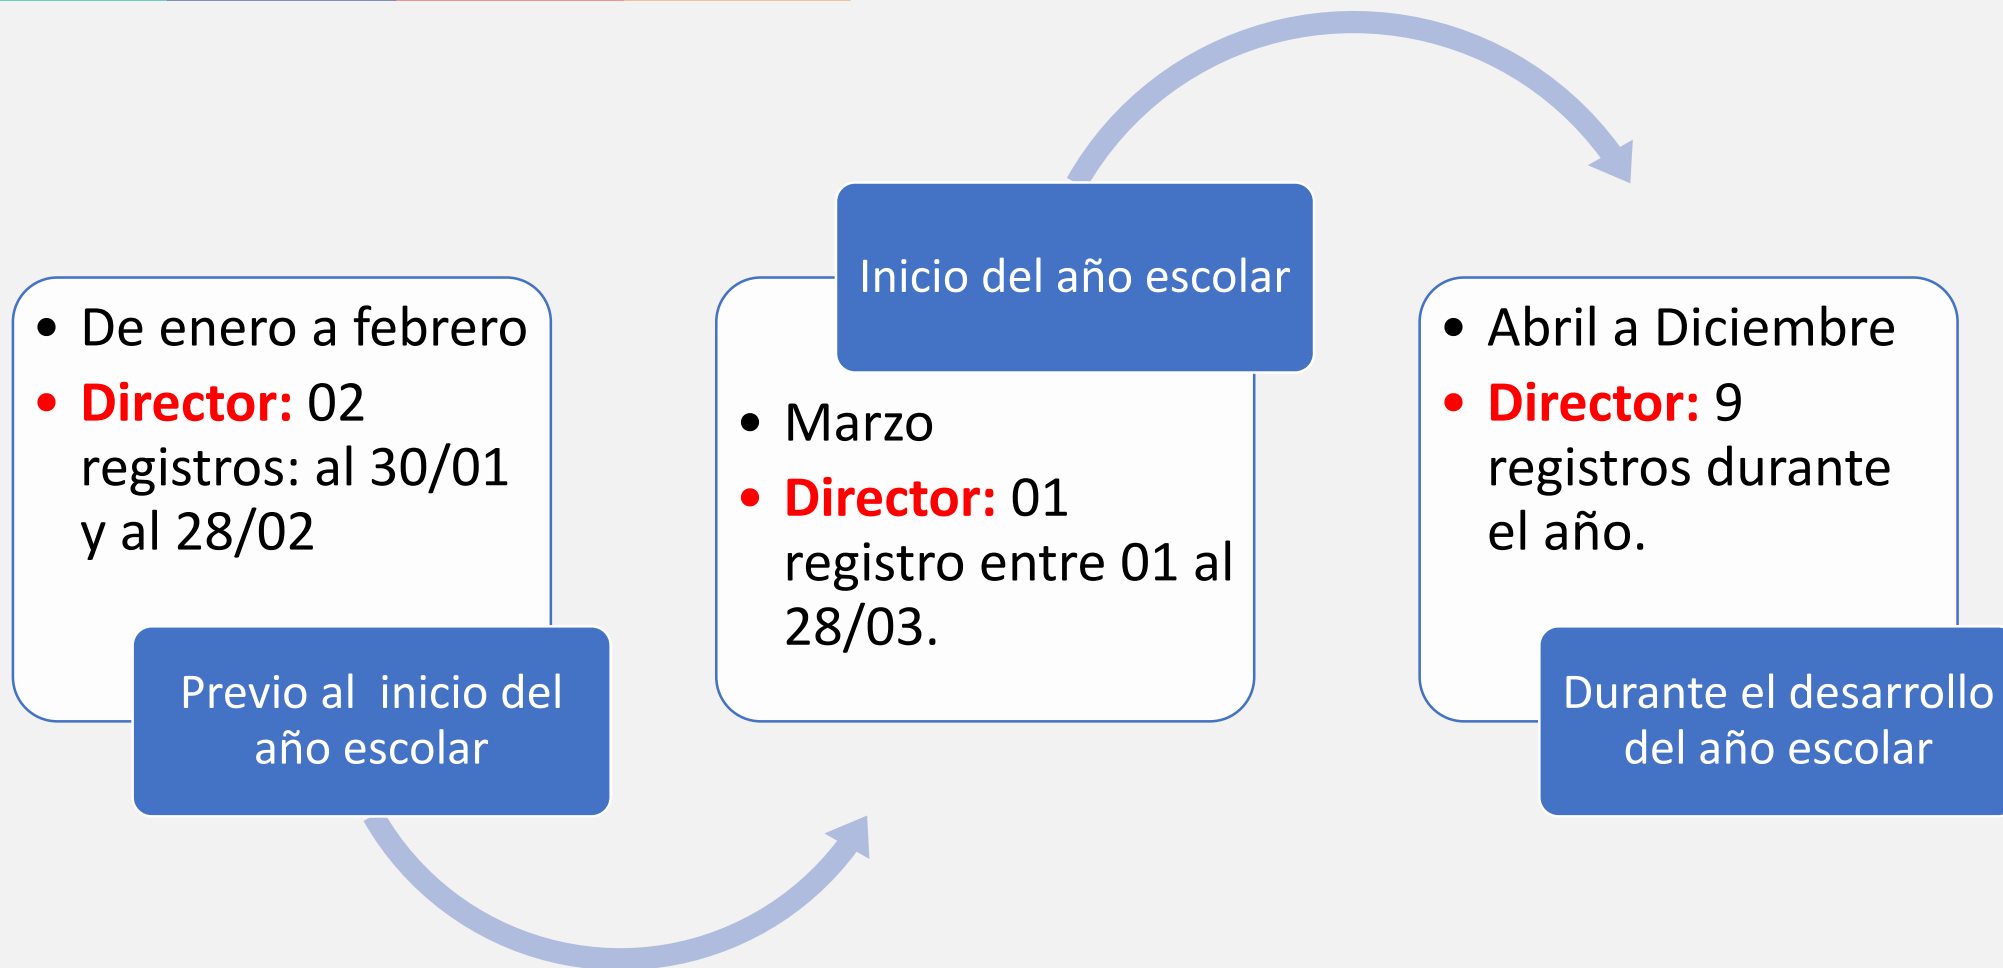 • De enero a febrero
• Director: 02
registros: al 30/01
y al 28/02
Previo al  inicio del
año escolar
Inicio del año escolar
• Marzo
• Director: 01
registro entre 01 al
28/03.
• Abril a Diciembre
• Director: 9
registros durante
el año.
Durante el desarrollo
del año escolar